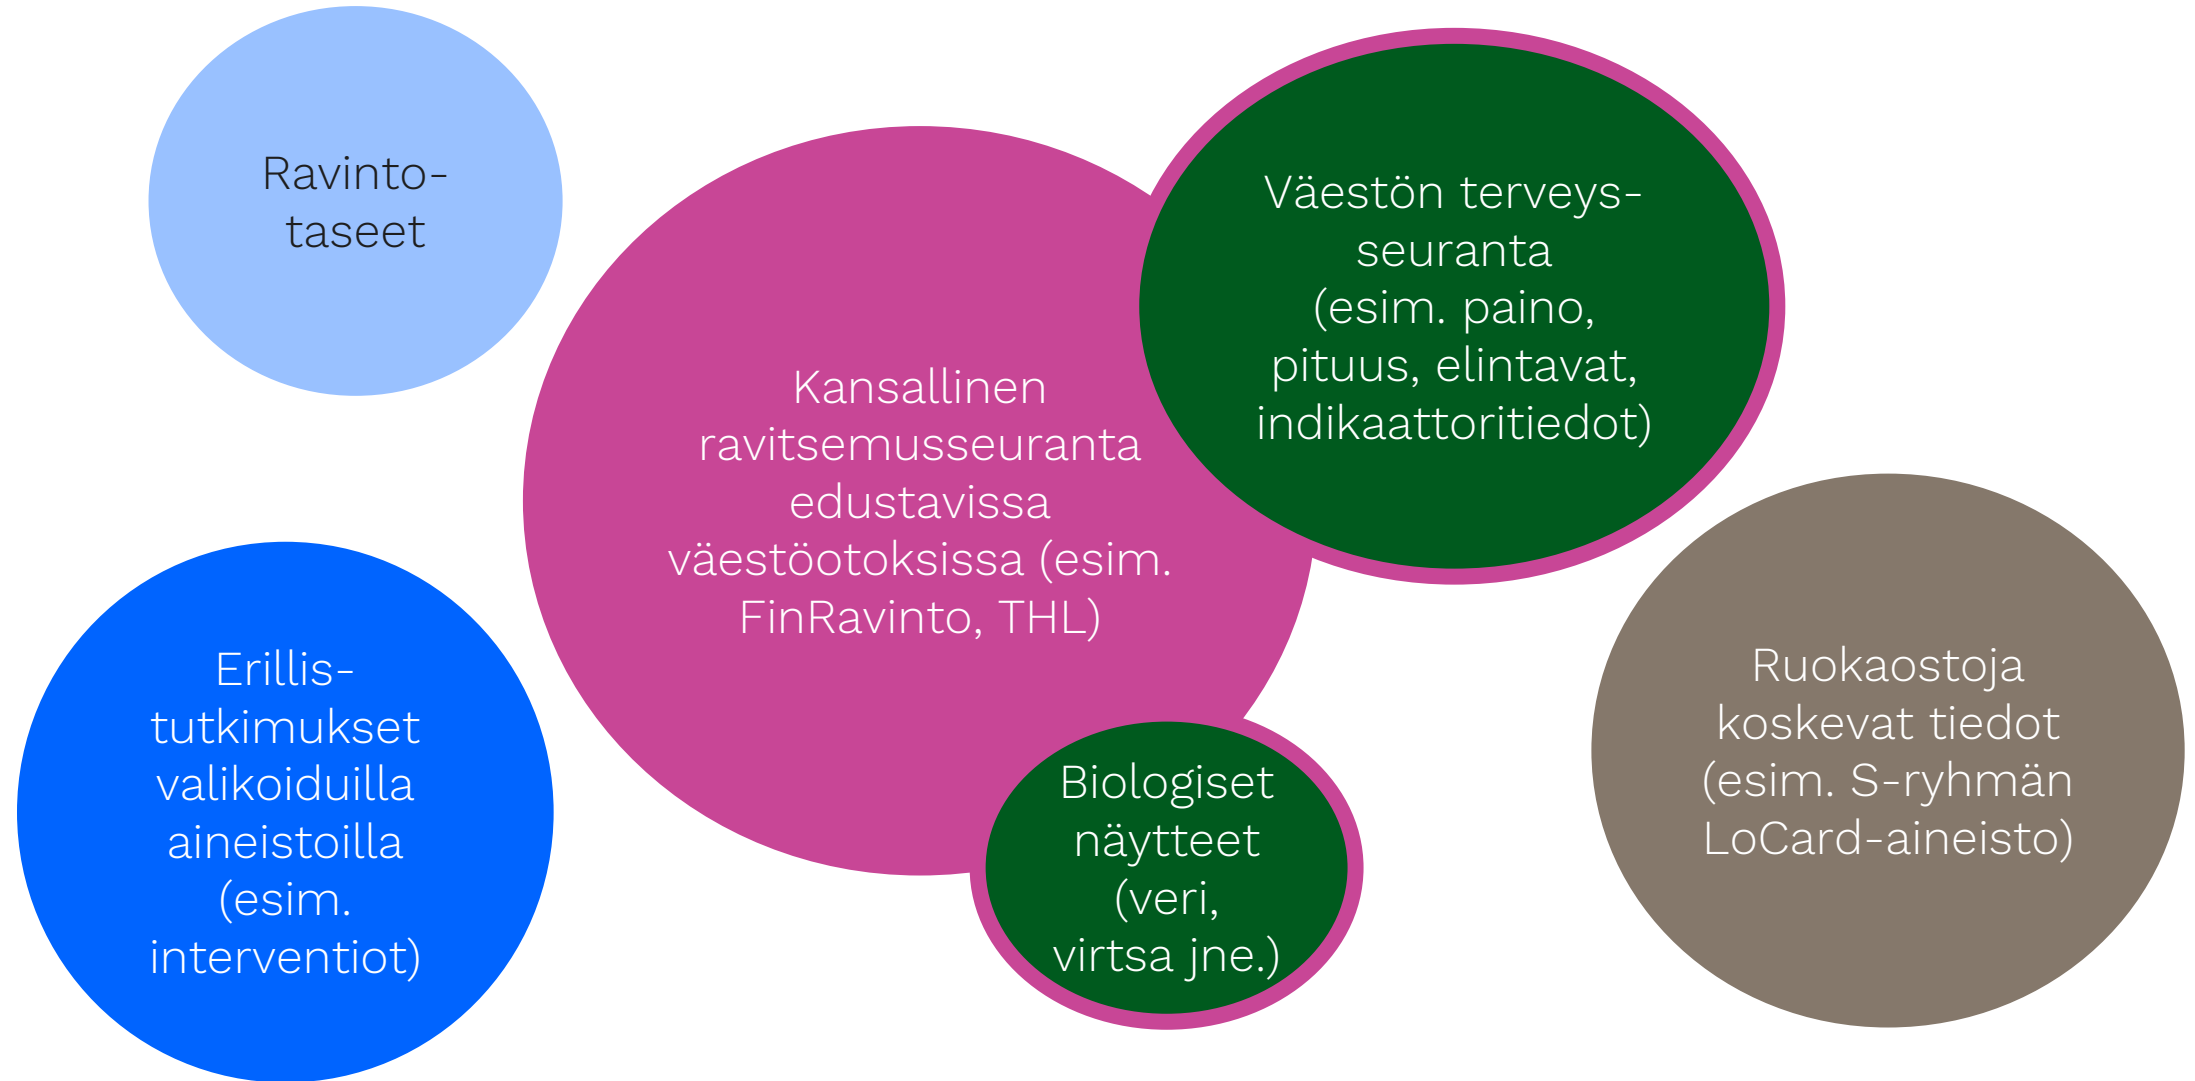 Ravinto-
taseet
Kansallinen
ravitsemusseuranta
edustavissa
väestöotoksissa (esim.
FinRavinto, THL)
Väestön terveys-
seuranta
(esim. paino,
pituus, elintavat,
indikaattoritiedot)
Erillis-
tutkimukset
valikoiduilla
aineistoilla
(esim.
interventiot)
Biologiset
näytteet
(veri,
virtsa jne.)
Ruokaostoja
koskevat tiedot
(esim. S-ryhmän
LoCard-aineisto)